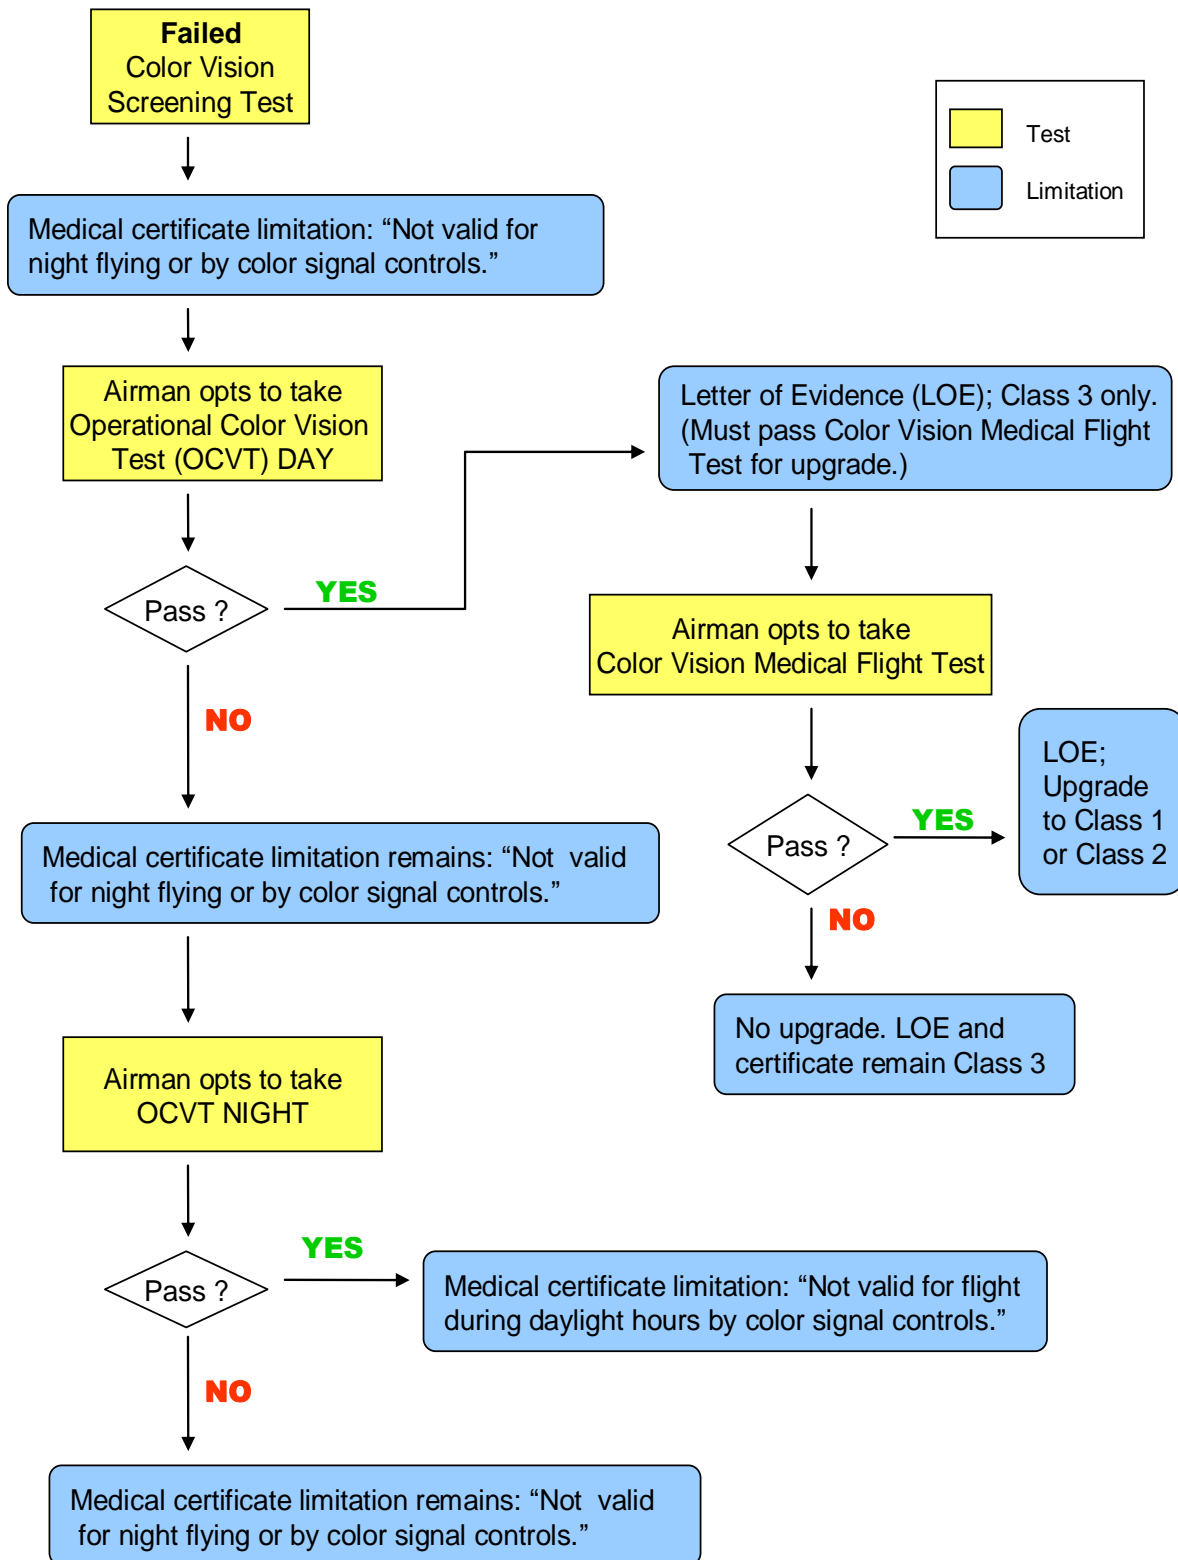 Failed
Color Vision
Screening Test
Test
Limitation
Medical certificate limitation: “Not valid for
night flying or by color signal controls.”
Airman opts to take
Operational Color Vision
Test (OCVT) DAY
Letter of Evidence (LOE); Class 3 only.
(Must pass Color Vision Medical Flight
Test for upgrade.)
Pass ?
YES
NO
Airman opts to take
Color Vision Medical Flight Test
Pass ?
YES
LOE;
Upgrade
to Class 1
or Class 2
NO
No upgrade. LOE and
certificate remain Class 3
Medical certificate limitation remains: “Not  valid
for night flying or by color signal controls.”
Airman opts to take
OCVT NIGHT
Pass ?
YES
Medical certificate limitation: “Not valid for flight
during daylight hours by color signal controls.”
NO
Medical certificate limitation remains: “Not  valid
for night flying or by color signal controls.”